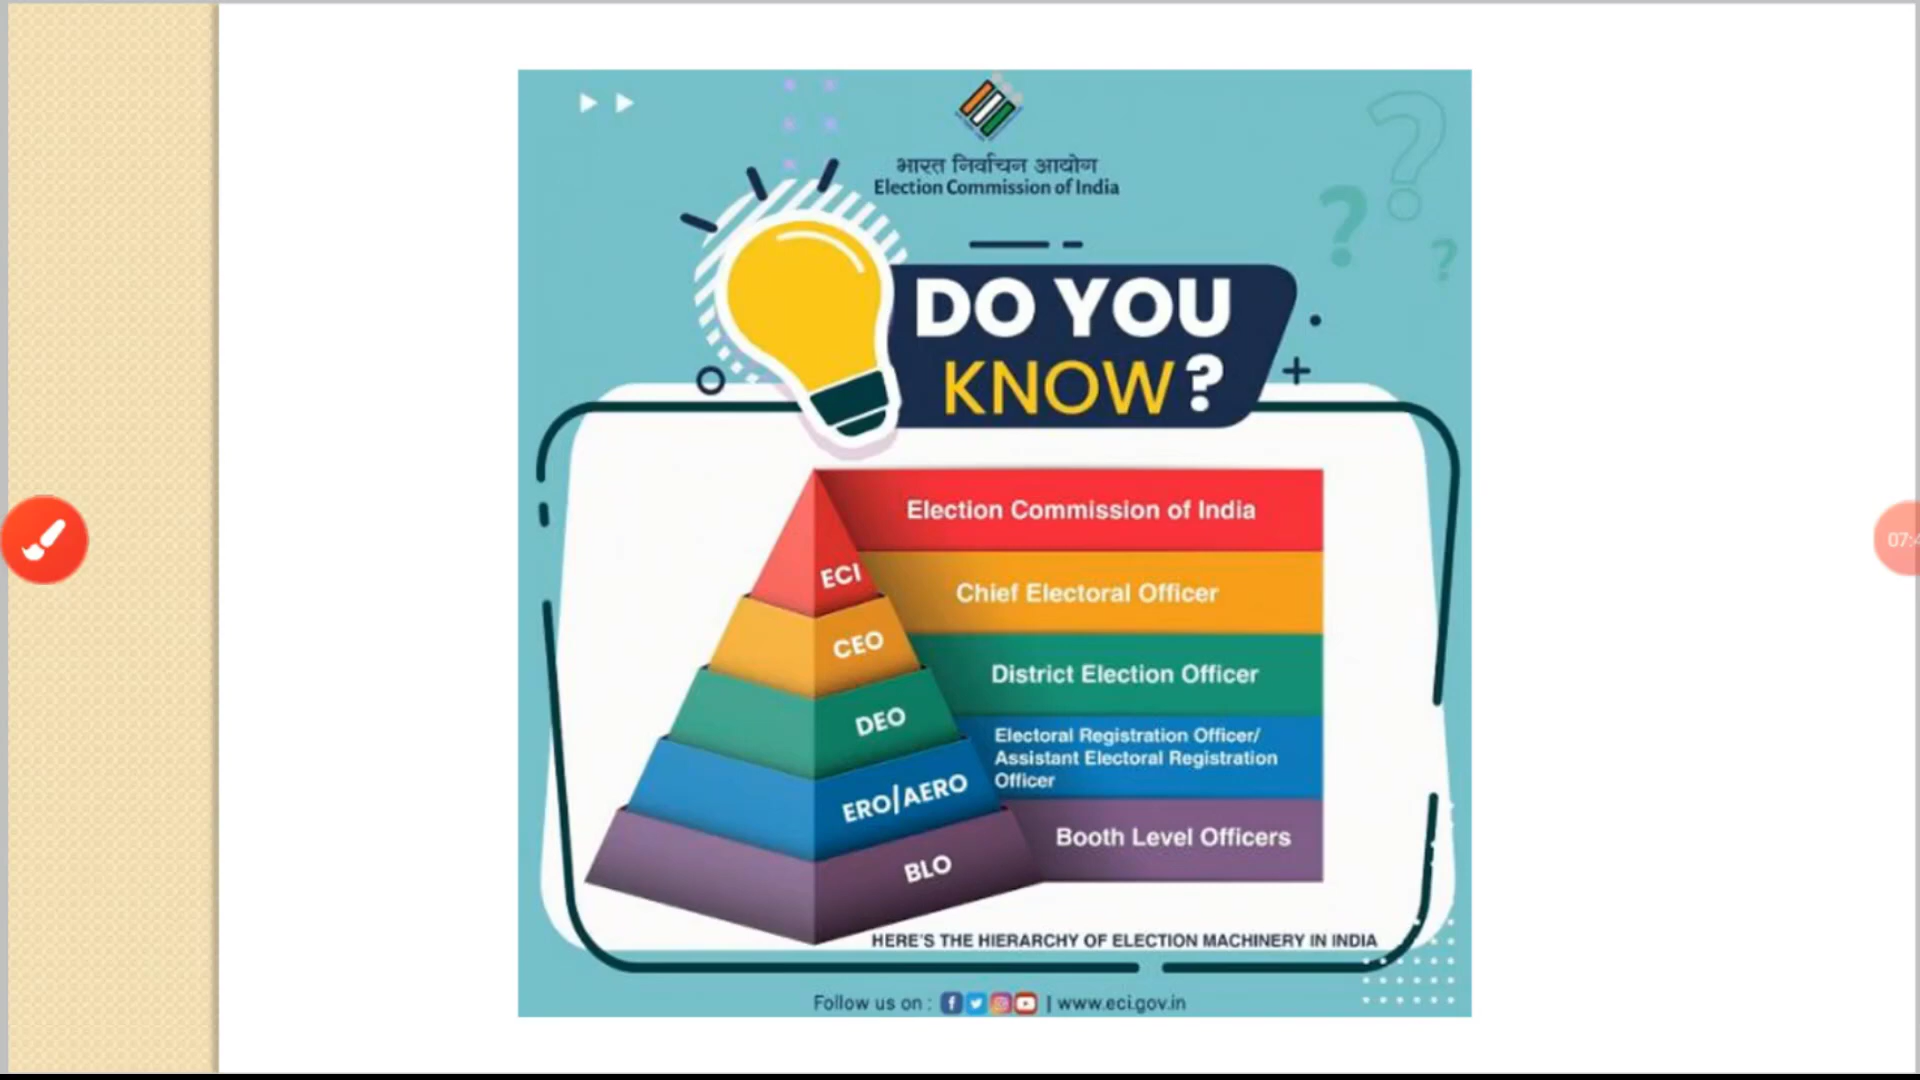 भारत निर्वाचन आयोग
Election Commission of India
DO YOU
KNOW?
Election Commission of India
ECI
Chief Electoral Officer
CEO
District Election Officer
DEO
Electoral Registration Officer/
Assistant Electoral Registration
Officer
ERO/AERO
Booth Level Officers
BLO
HERE'S THE HIERARCHY OF ELECTION MACHINERY IN INDIA
Follow us on : | www.eci.gov.in